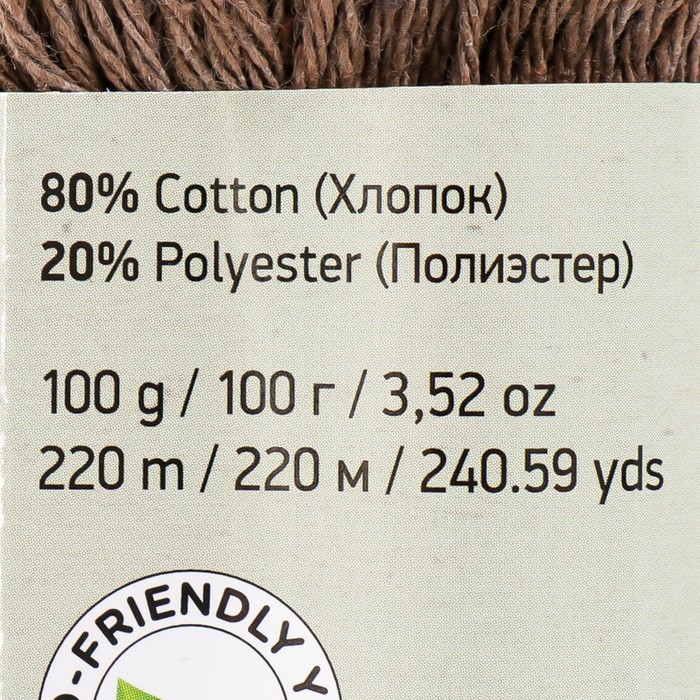 80% Cotton (Хлопок)
20% Polyester (Полиэстер)
100 g / 100 г / 3,52 oz
220 m / 220 м / 240.59 yds
-FRIENDLY